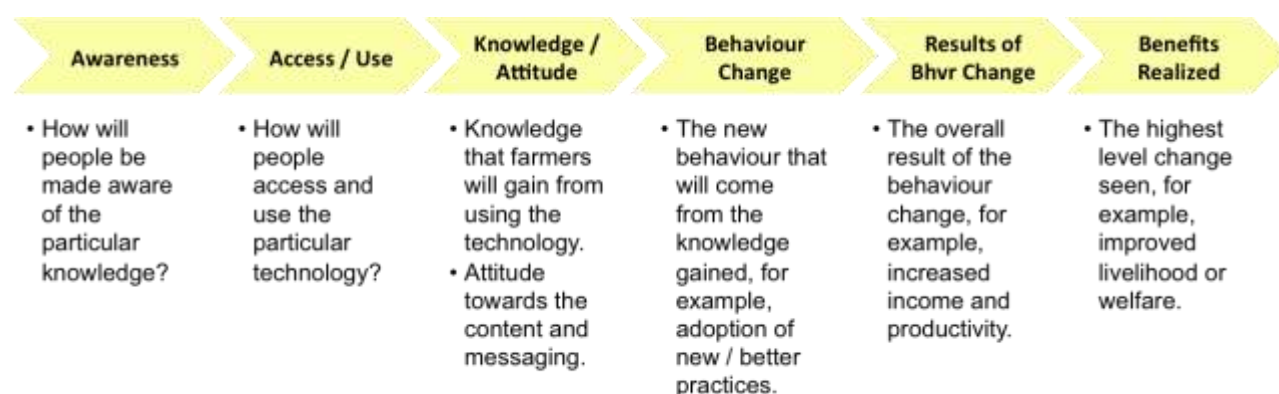 Awareness
Access / Use
Knowledge /
Attitude
Behaviour
Change
Results of
Bhvr Change
Benefits
Realized
• How will
people be
made aware
of the
particular
knowledge?
• How will
people
access and
use the
particular
technology?
• Knowledge
that farmers
will gain from
using the
technology.
• Attitude
towards the
content and
messaging.
• The new
behaviour that
will come
from the
knowledge
gained, for
example,
adoption of
new / better
practices.
• The overall
result of the
behaviour
change, for
example,
increased
income and
productivity.
• The highest
level change
seen, for
example,
improved
livelihood or
welfare.